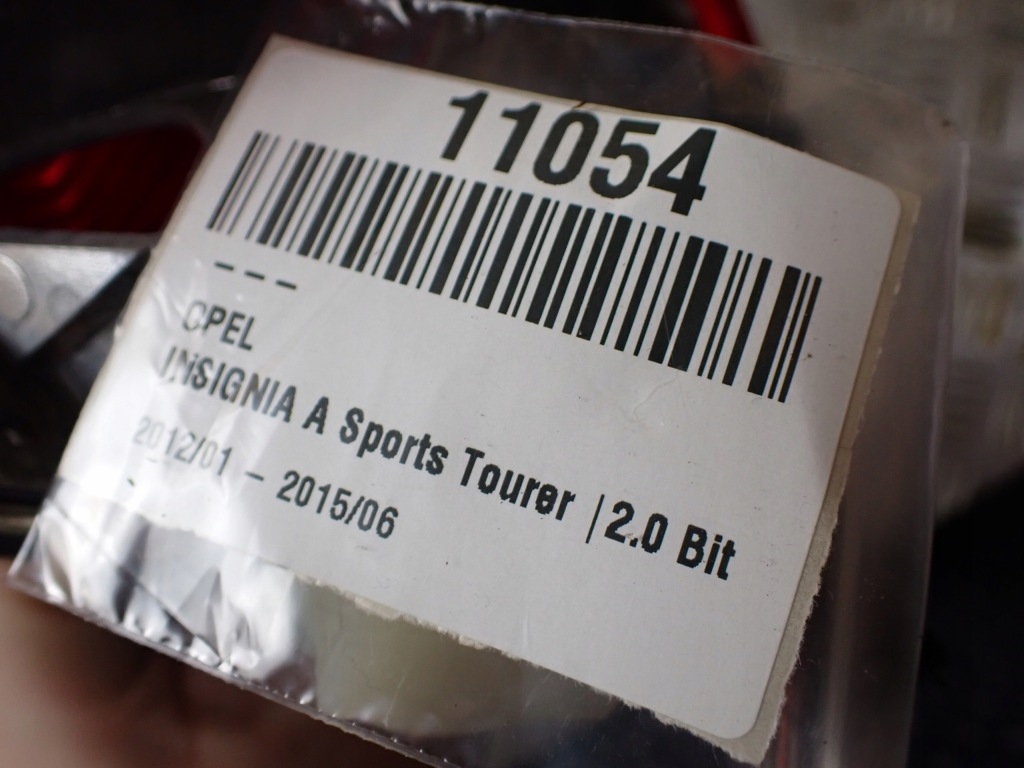 11054
- - -
OPEL
INSIGNIA A Sports Tourer | 2.0 Bit
2012/01 - 2015/06
-